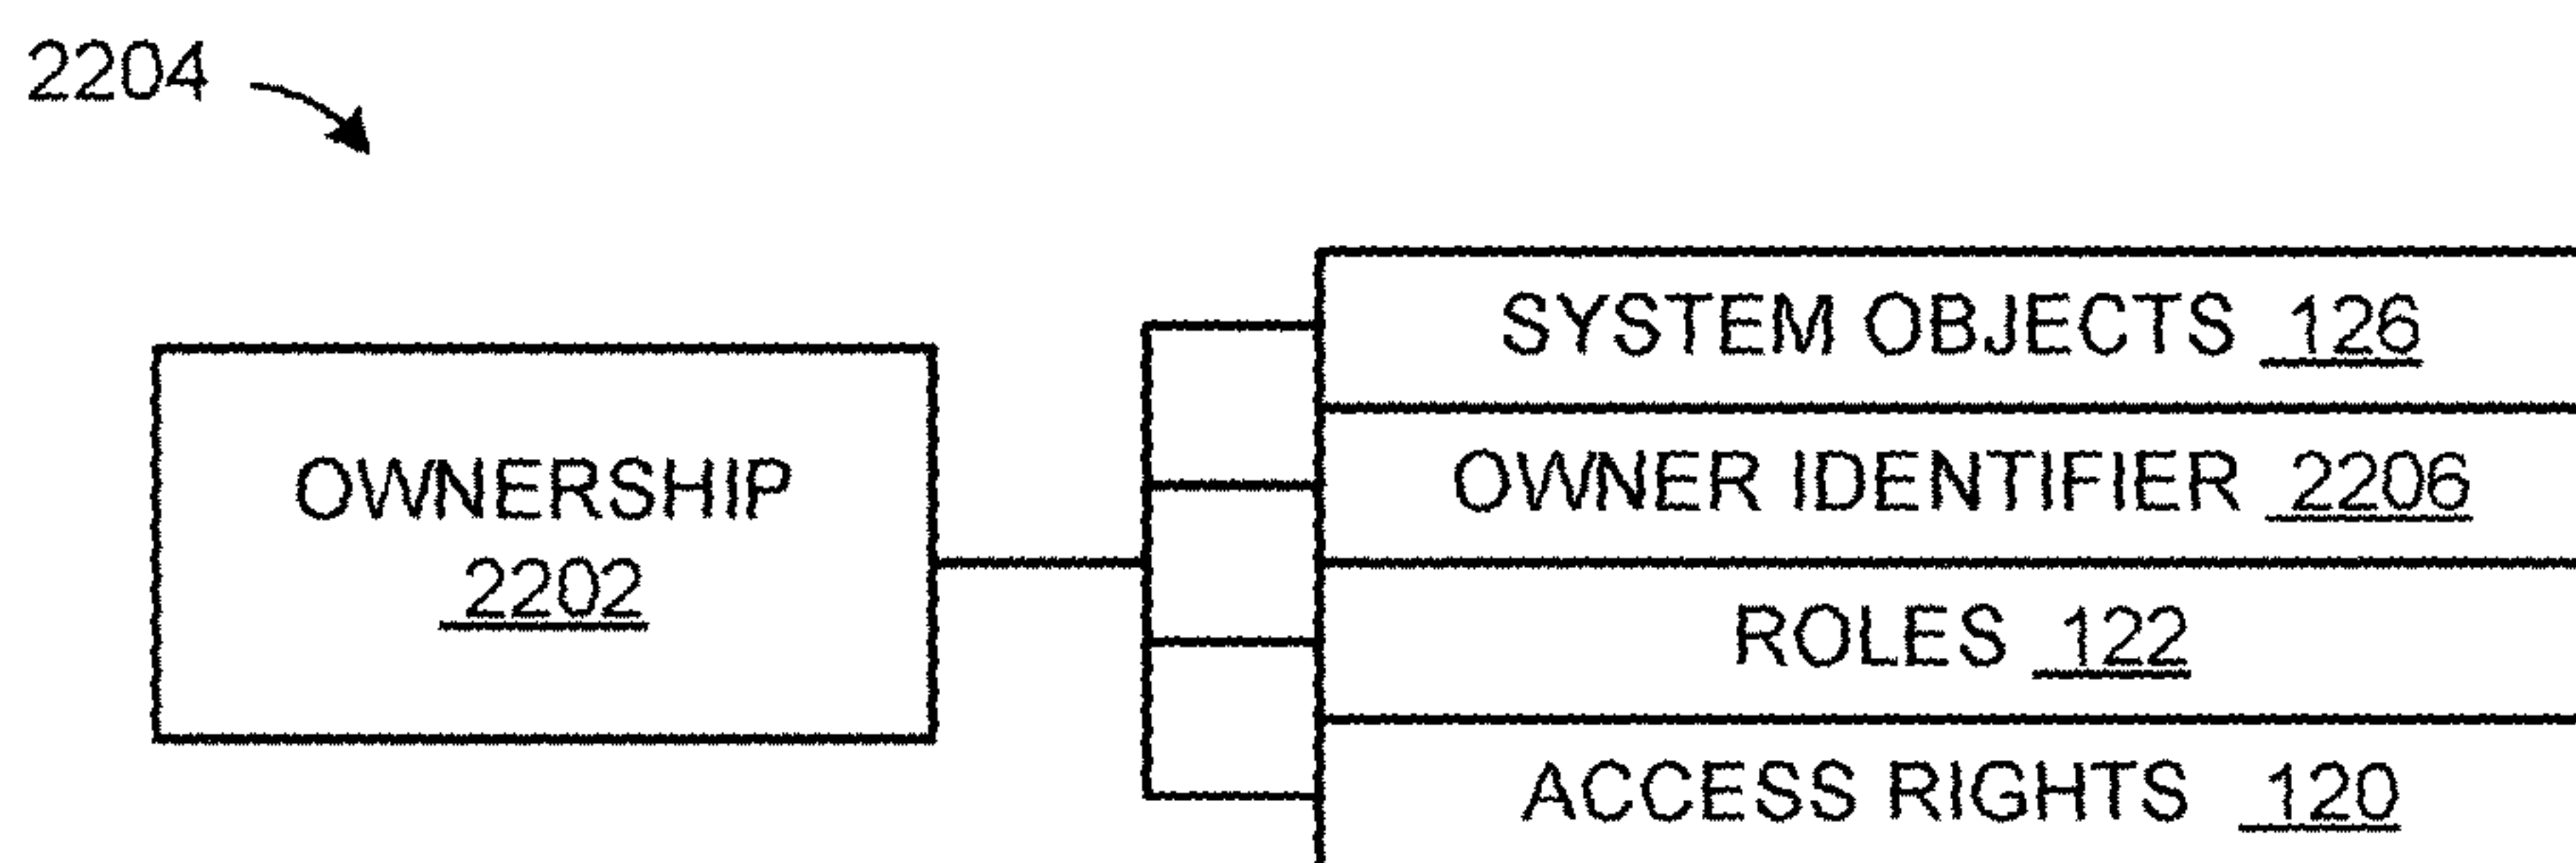 2204
OWNERSHIP
2202
SYSTEM OBJECTS 126
OWNER IDENTIFIER 2206
ROLES 122
ACCESS RIGHTS 120